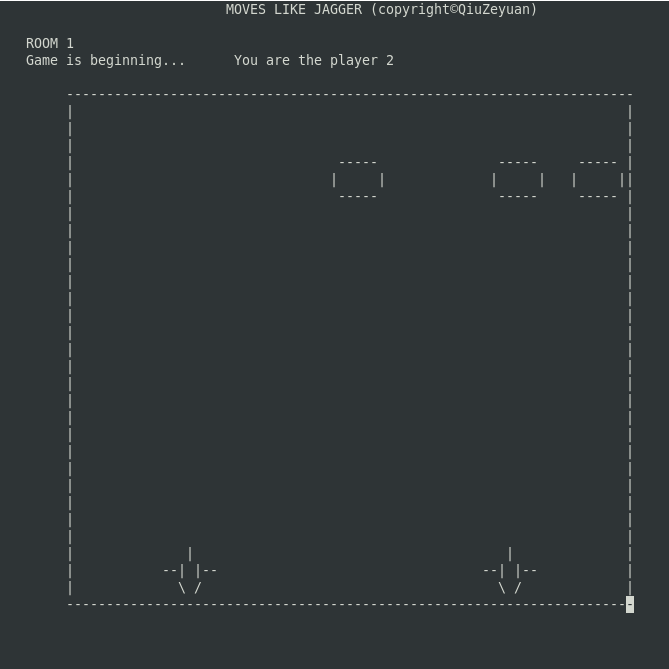 MOVES LIKE JAGGER (copyright©QiuZeyuan)
ROOM 1
Game is beginning...      You are the player 2